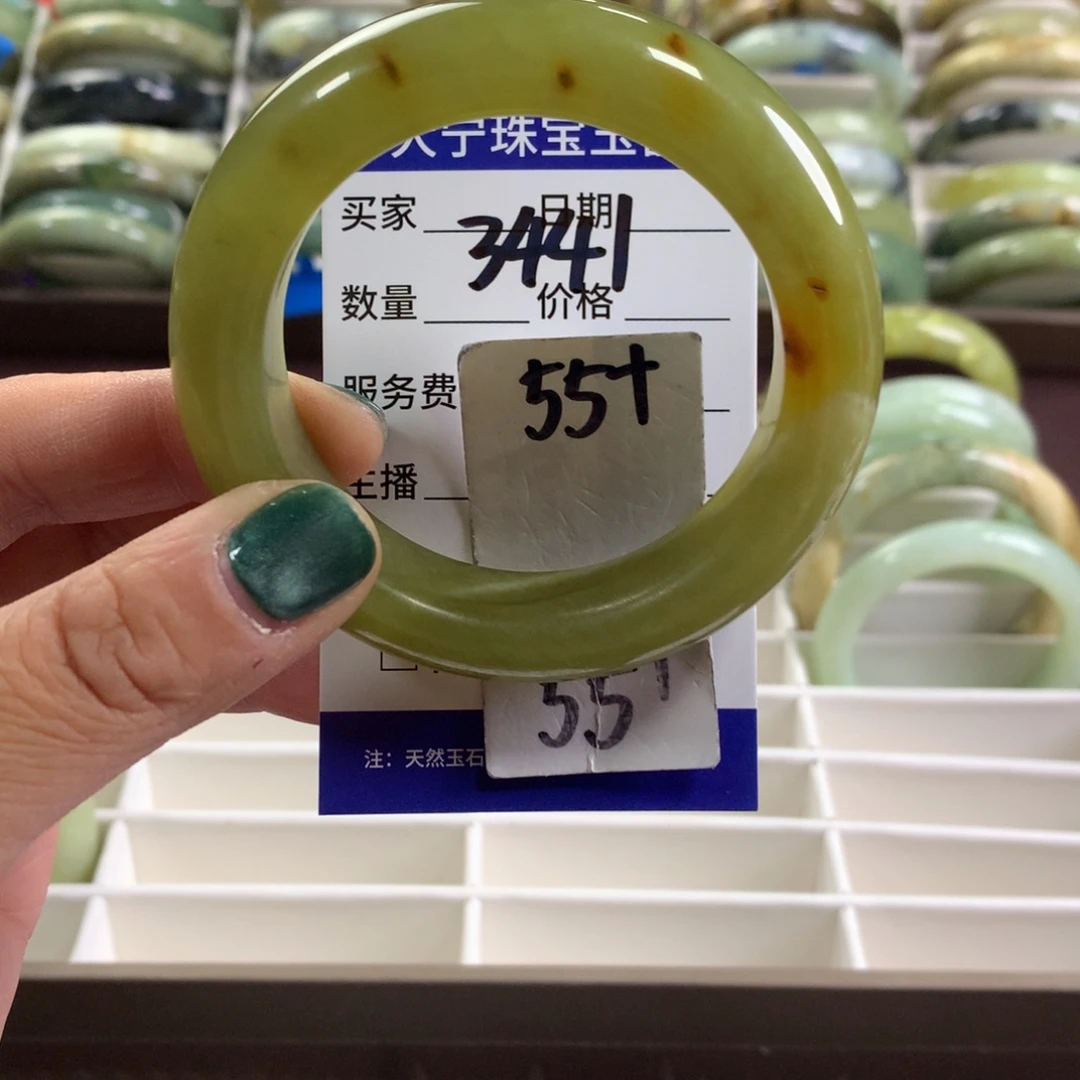 宁珠宝玉
买家 日期
3441
数量 价格
服务费
55+
主播
55+
注：天然玉石